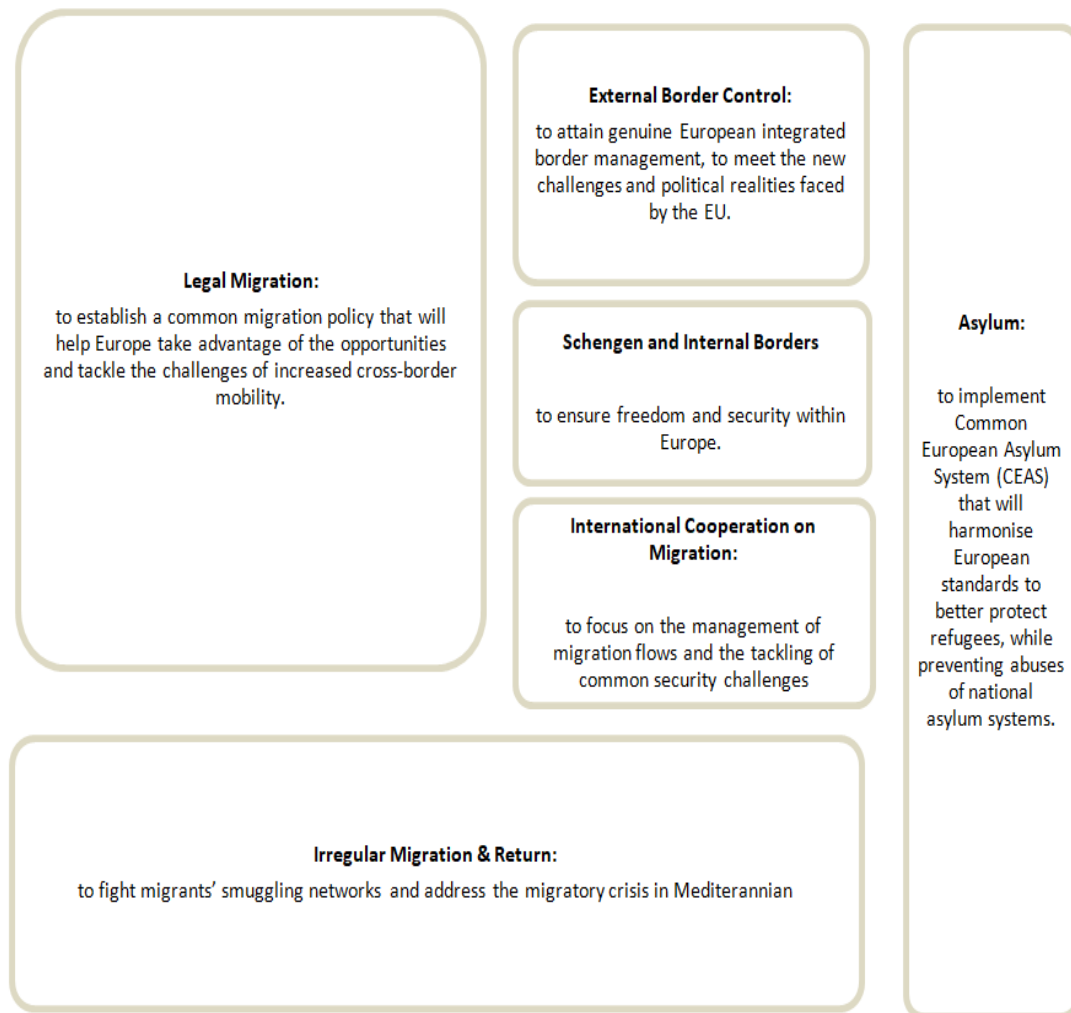 Legal Migration:
to establish a common migration policy that will
help Europe take advantage of the opportunities
and tackle the challenges of increased cross-border
mobility.
External Border Control:
to attain genuine European integrated
border management, to meet the new
challenges and political realities faced
by the EU.
Schengen and Internal Borders
to ensure freedom and security within
Europe.
International Cooperation on
Migration:
to focus on the management of
migration flows and the tackling of
common security challenges
Asylum:
to implement
Common
European Asylum
System (CEAS)
that will
harmonise
European
standards to
better protect
refugees, while
preventing abuses
of national
asylum systems.
Irregular Migration & Return:
to fight migrants’ smuggling networks and address the migratory crisis in Mediterannian